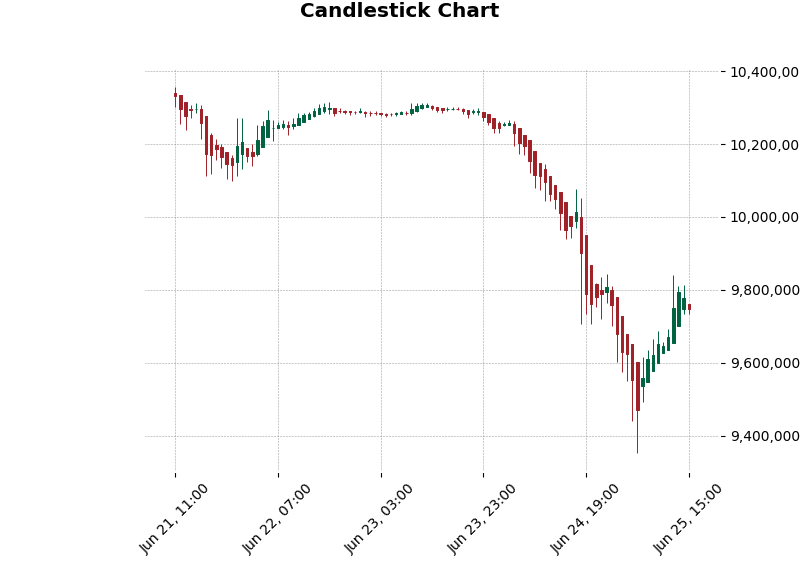 Candlestick Chart
10,400,00
10,200,00
10,000,00
9,800,000
9,600,000
9,400,000
Jun 21, 11:00
Jun 22, 07:00
Jun 23, 03:00
Jun 23, 23:00
Jun 24, 19:00
Jun 25, 15:00